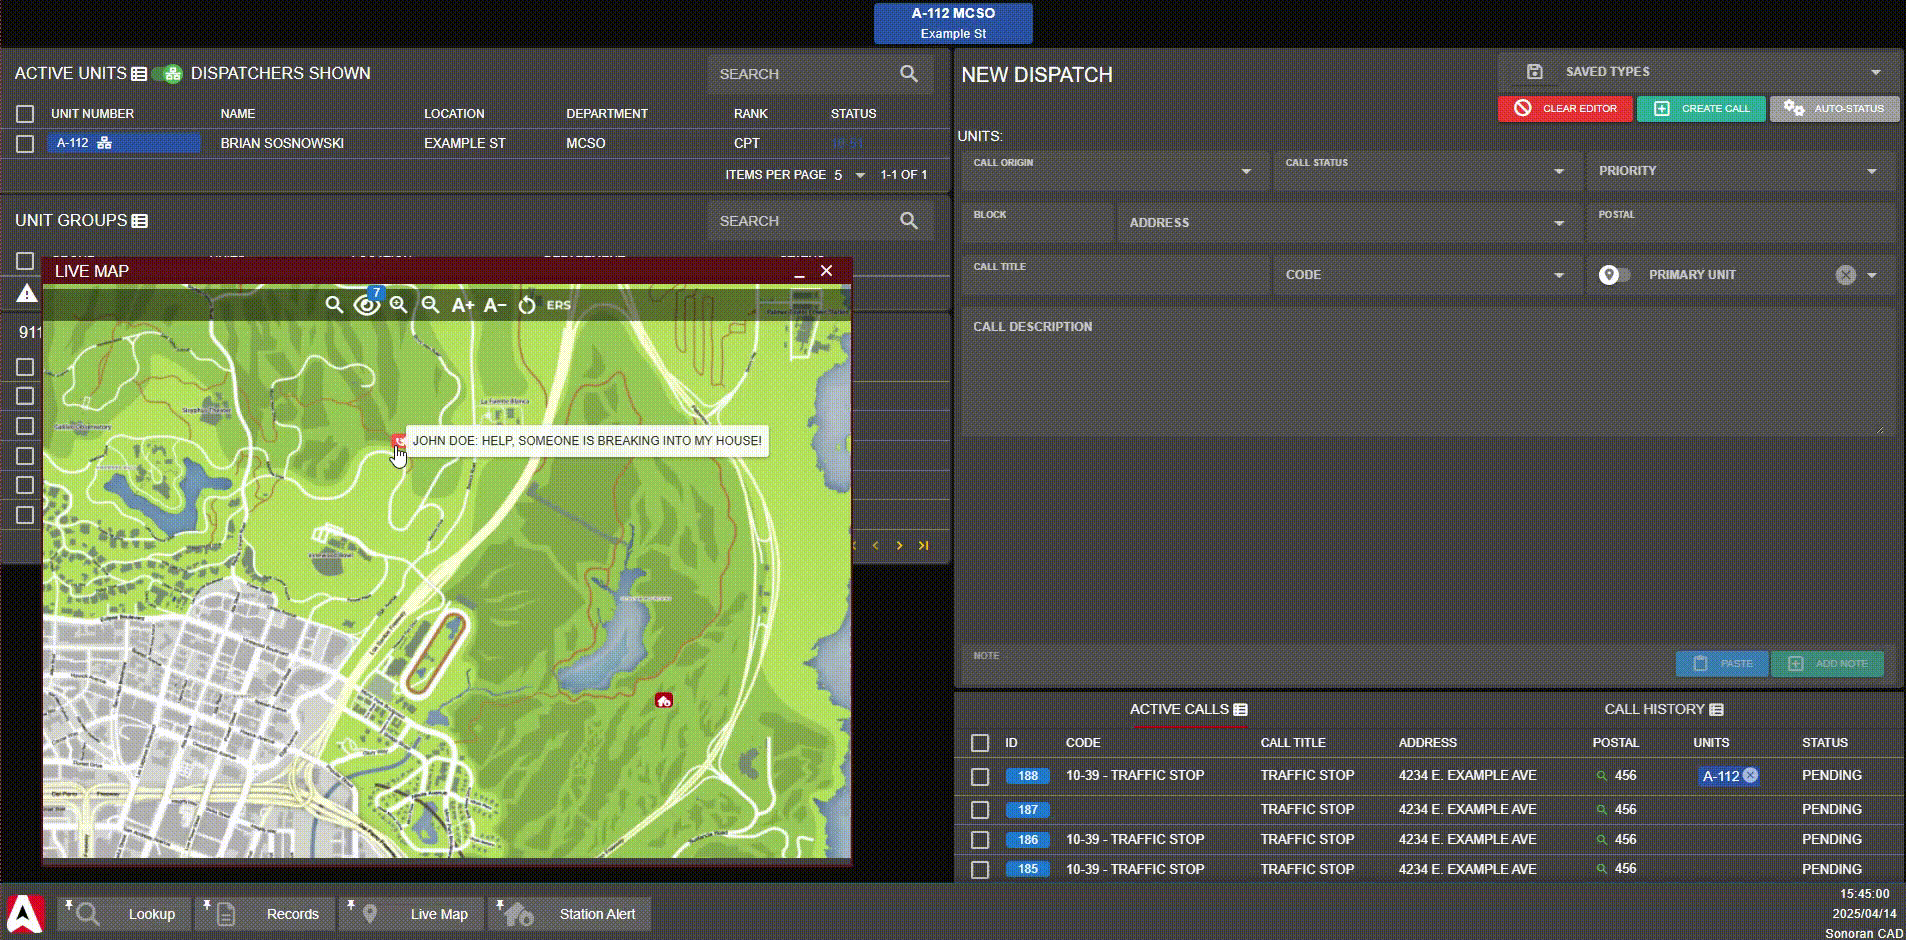 A-112 MCSO
Example St
ACTIVE UNITS DISPATCHERS SHOWN
SEARCH
UNIT NUMBER NAME LOCATION DEPARTMENT RANK STATUS
A-112 BRIAN SOSNOWSKI EXAMPLE ST MCSO CPT
ITEMS PER PAGE 5 1-1 OF 1
UNIT GROUPS
SEARCH
911
LIVE MAP
7
A+ A- ERS
La Fuente Blanca
JOHN DOE: HELP, SOMEONE IS BREAKING INTO MY HOUSE!
NEW DISPATCH
SAVED TYPES
CLEAR EDITOR CREATE CALL AUTO-STATUS
UNITS:
CALL ORIGIN CALL STATUS PRIORITY
BLOCK ADDRESS POSTAL
CALL TITLE CODE PRIMARY UNIT
CALL DESCRIPTION
NOTE PASTE ADD NOTE
ACTIVE CALLS CALL HISTORY
ID CODE CALL TITLE ADDRESS POSTAL UNITS STATUS
188 10-39 - TRAFFIC STOP TRAFFIC STOP 4234 E. EXAMPLE AVE 456 A-112 PENDING
187 TRAFFIC STOP 4234 E. EXAMPLE AVE 456 PENDING
186 10-39 - TRAFFIC STOP TRAFFIC STOP 4234 E. EXAMPLE AVE 456 PENDING
185 10-39 - TRAFFIC STOP TRAFFIC STOP 4234 E. EXAMPLE AVE 456 PENDING
Lookup Records Live Map Station Alert
15:45:00
2025/04/14
Sonoran CAD